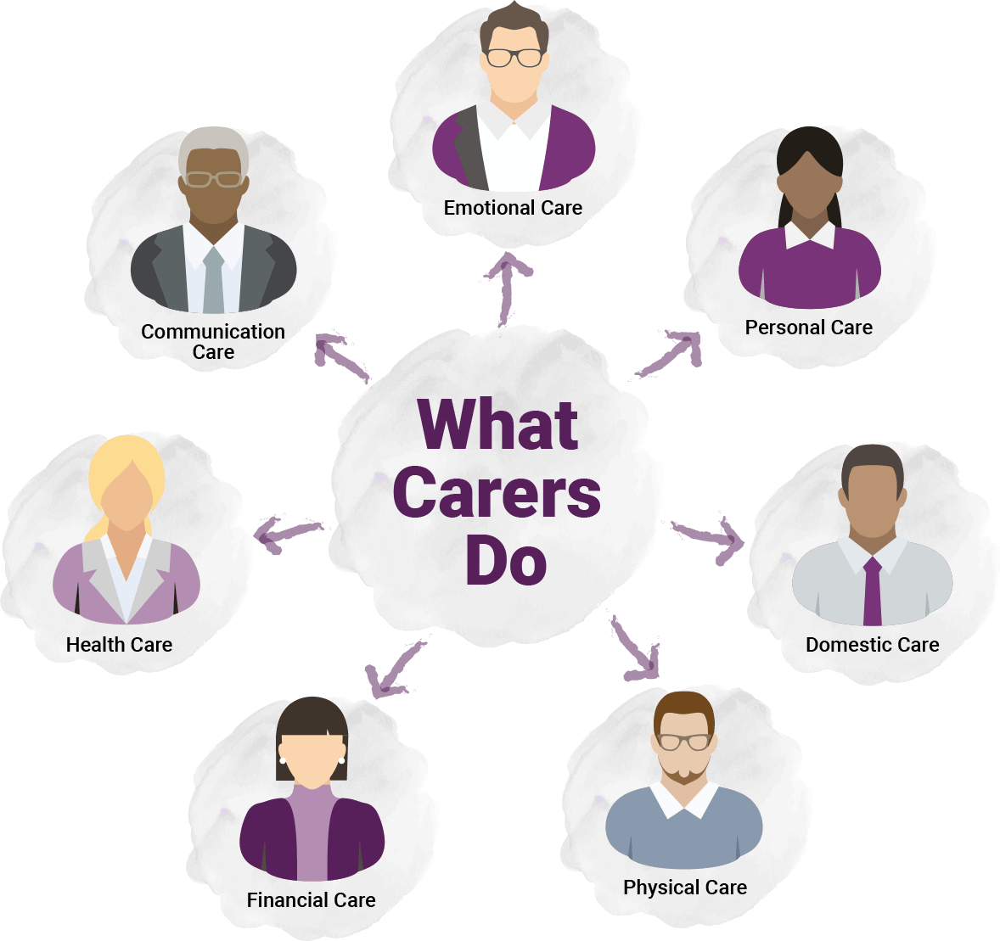 What
Carers
Do
Emotional Care
Personal Care
Domestic Care
Physical Care
Financial Care
Health Care
Communication
Care